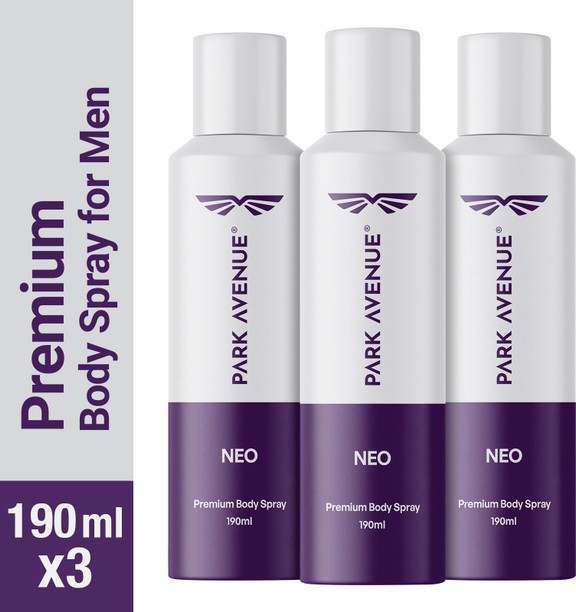 Premium
Body Spray for Men
190 ml
x3
PARK AVENUE®
NEO
Premium Body Spray
190ml
PARK AVENUE®
NEO
Premium Body Spray
190ml
PARK AVENUE®
NEO
Premium Body Spray
190ml